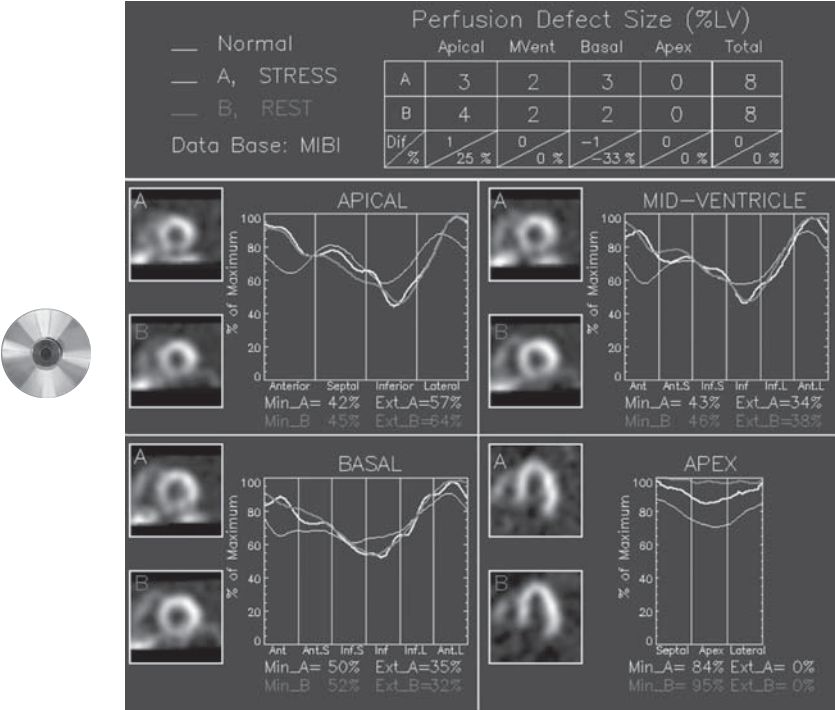 Perfusion Defect Size (%LV)
Normal
A, STRESS
B, REST
Data Base: MIBI
Apical MVent Basal Apex Total
A 3 2 3 0 8
B 4 2 2 0 8
Dif 1 0 -1 0 0
% 25 % 0 % -33 % 0 % 0 %
APICAL
A
B
% of Maximum
100
80
60
40
20
0
Anterior Septal Inferior Lateral
Min_A= 42% Ext_A=57%
Min_B 45% Ext_B=64%
MID-VENTRICLE
A
B
% of Maximum
100
80
60
40
20
0
Ant Ant.S Inf.S Inf Inf.L Ant.L
Min_A= 43% Ext_A=34%
Min_B 46% Ext_B=38%
BASAL
A
B
% of Maximum
100
80
60
40
20
0
Ant Ant.S Inf.S Inf Inf.L Ant.L
Min_A= 50% Ext_A=35%
Min_B 52% Ext_B=32%
APEX
A
B
% of Maximum
100
80
60
40
20
0
Septal Apex Lateral
Min_A= 84% Ext_A= 0%
Min_B= 95% Ext_B= 0%